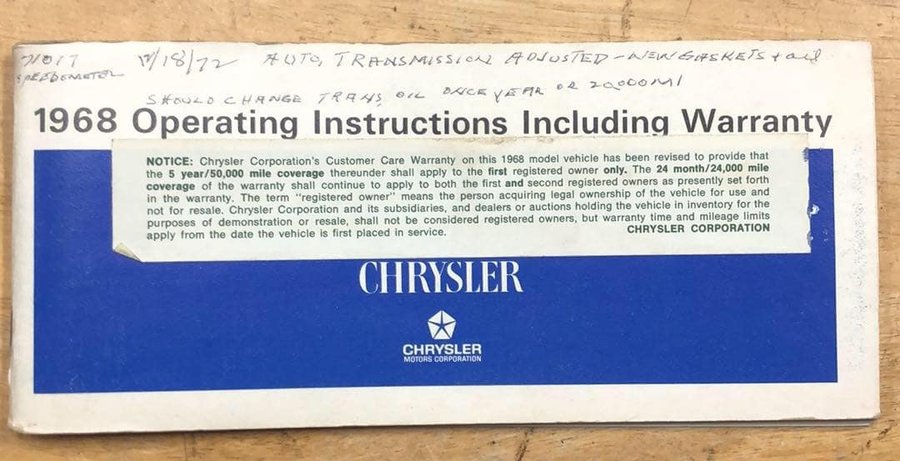 18/72 AUTO, TRANSMISSION ADJUSTED - NEW GASKETS + oil
SPEEDOMETER
SHOULD CHANGE TRANS OIL ONCE YEAR OR 20000 MI
1968 Operating Instructions Including Warranty
NOTICE: Chrysler Corporation's Customer Care Warranty on this 1968 model vehicle has been revised to provide that
the 5 year/50,000 mile coverage thereunder shall apply to the first registered owner only. The 24 month/24,000 mile
coverage of the warranty shall continue to apply to both the first and second registered owners as presently set forth
in the warranty. The term "registered owner" means the person acquiring legal ownership of the vehicle for use and
not for resale. Chrysler Corporation and its subsidiaries, and dealers or auctions holding the vehicle in inventory for the
purposes of demonstration or resale, shall not be considered registered owners, but warranty time and mileage limits
apply from the date the vehicle is first placed in service. CHRYSLER CORPORATION
CHRYSLER
CHRYSLER
MOTORS CORPORATION